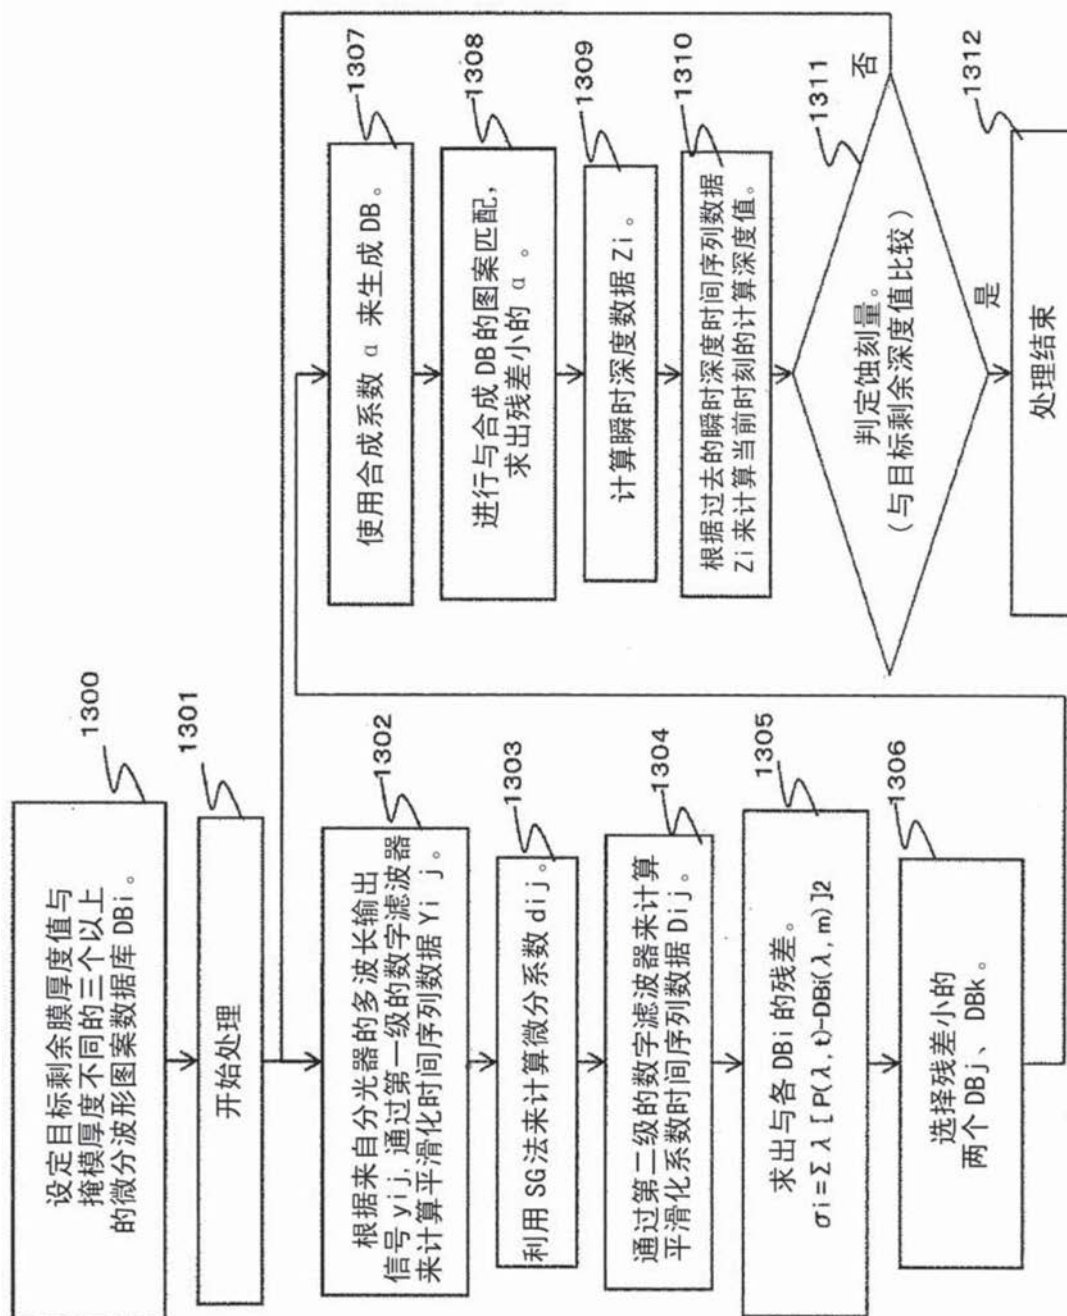 设定目标剩余膜厚度值与
掩模厚度不同的三个以上
的微分波形图案数据库 DBi。
1300
开始处理
1301
根据来自分光器的多波长输出
信号 yij，通过第一级的数字滤波器
来计算平滑化时间序列数据 Yi j。
1302
利用 SG法来计算微分系数 dij。
1303
通过第二级的数字滤波器来计算
平滑化系数时间序列数据 Dij。
1304
求出与各 DBi 的残差。
σi=Σλ [P(λ,t)-DBi(λ,m)]2
1305
选择残差小的
两个 DBj、DBk。
1306
使用合成系数 α 来生成 DB。
1307
进行与合成 DB的图案匹配，
求出残差小的 α 。
1308
计算瞬时深度数据 Zi。
1309
根据过去的瞬时深度时间序列数据
Zi 来计算当前时刻的计算深度值。
1310
判定蚀刻量。
(与目标剩余深度值比较)
1311
否
是
处理结束
1312